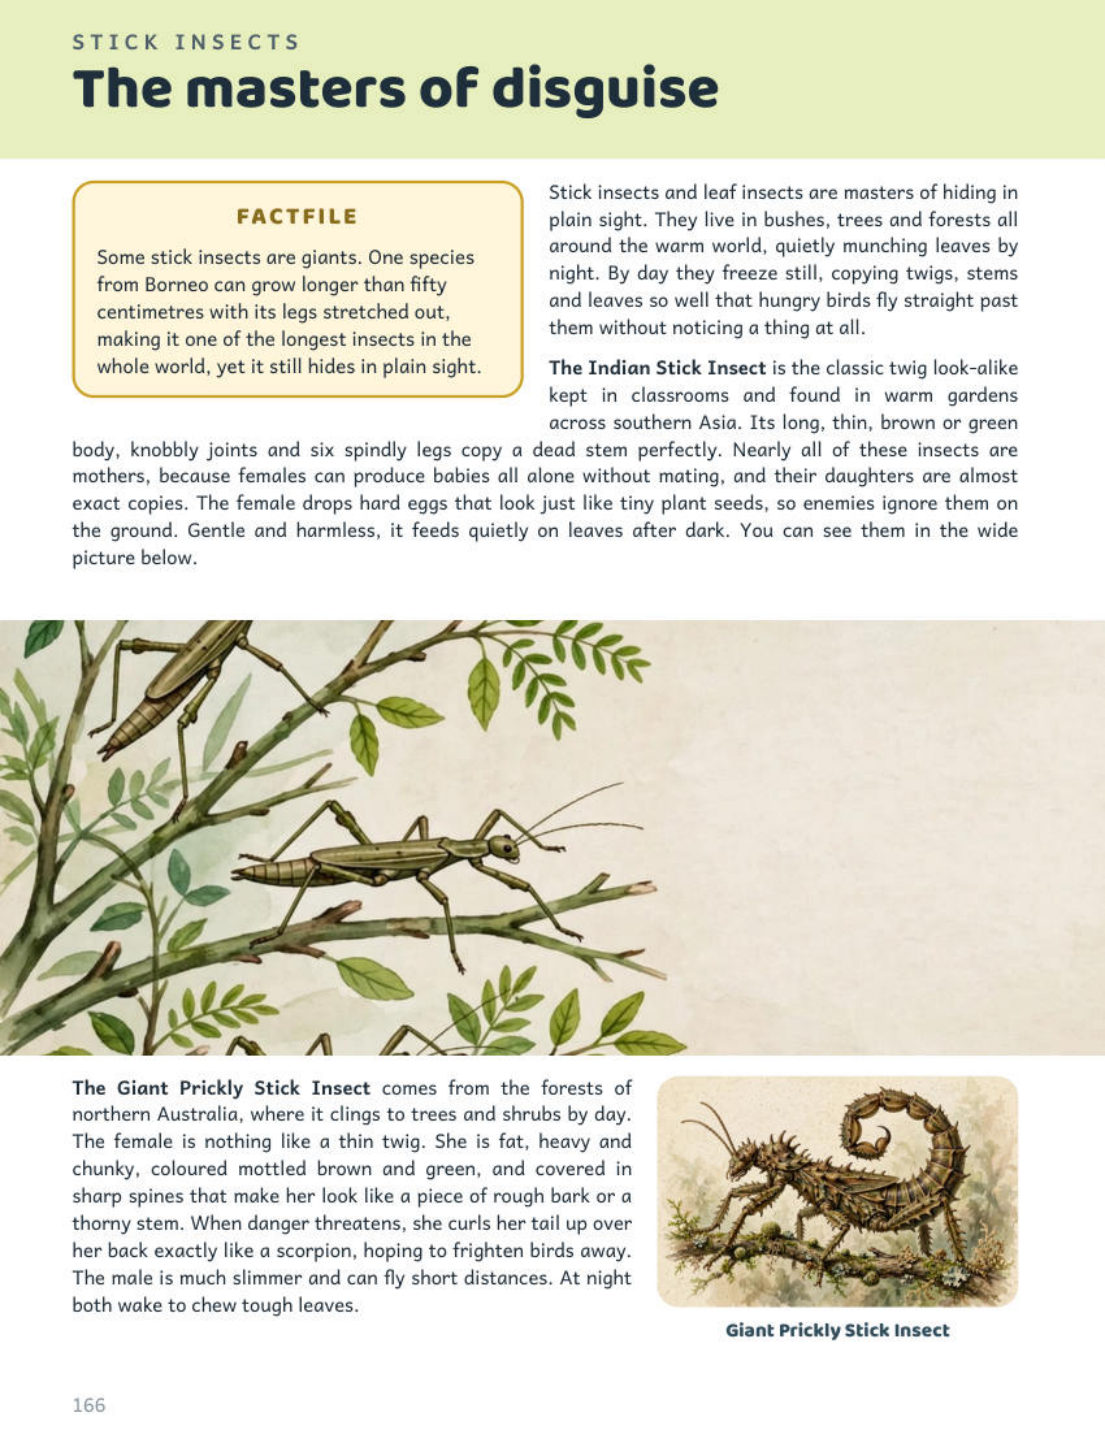 STICK INSECTS
The masters of disguise
FACTFILE
Some stick insects are giants. One species
from Borneo can grow longer than fifty
centimetres with its legs stretched out,
making it one of the longest insects in the
whole world, yet it still hides in plain sight.
Stick insects and leaf insects are masters of hiding in
plain sight. They live in bushes, trees and forests all
around the warm world, quietly munching leaves by
night. By day they freeze still, copying twigs, stems
and leaves so well that hungry birds fly straight past
them without noticing a thing at all.
The Indian Stick Insect is the classic twig look-alike
kept in classrooms and found in warm gardens
across southern Asia. Its long, thin, brown or green
body, knobbly joints and six spindly legs copy a dead stem perfectly. Nearly all of these insects are
mothers, because females can produce babies all alone without mating, and their daughters are almost
exact copies. The female drops hard eggs that look just like tiny plant seeds, so enemies ignore them on
the ground. Gentle and harmless, it feeds quietly on leaves after dark. You can see them in the wide
picture below.
The Giant Prickly Stick Insect comes from the forests of
northern Australia, where it clings to trees and shrubs by day.
The female is nothing like a thin twig. She is fat, heavy and
chunky, coloured mottled brown and green, and covered in
sharp spines that make her look like a piece of rough bark or a
thorny stem. When danger threatens, she curls her tail up over
her back exactly like a scorpion, hoping to frighten birds away.
The male is much slimmer and can fly short distances. At night
both wake to chew tough leaves.
Giant Prickly Stick Insect
166